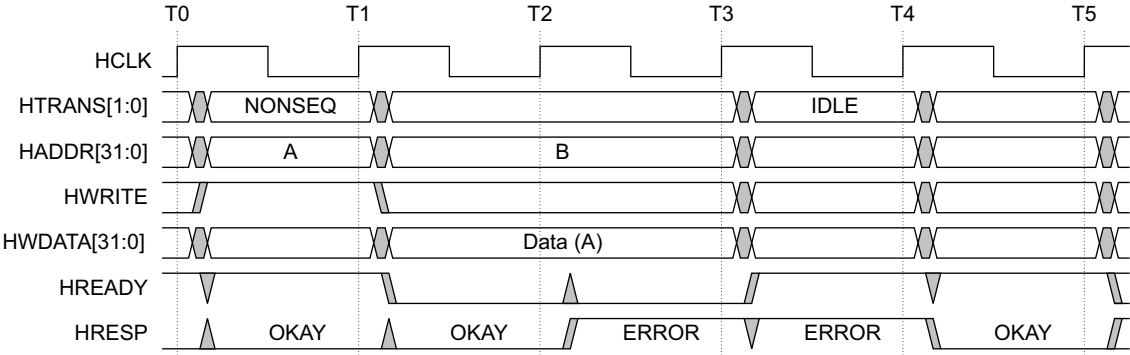 T0 T1 T2 T3 T4 T5
HCLK
HTRANS[1:0] NONSEQ IDLE
HADDR[31:0] A B
HWRITE
HWDATA[31:0] Data (A)
HREADY
HRESP OKAY OKAY ERROR ERROR OKAY